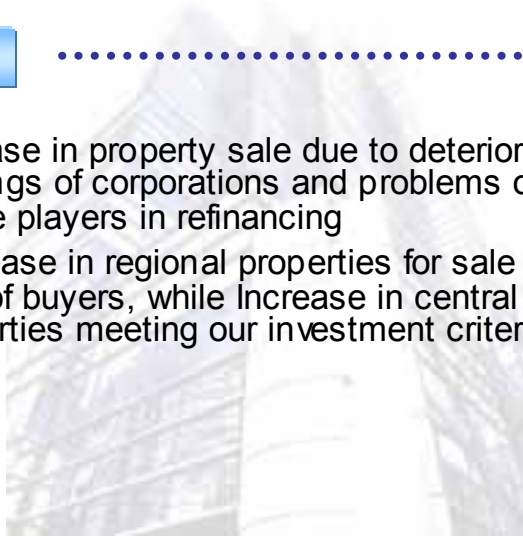 ase in property sale due to deterior
ngs of corporations and problems o
e players in refinancing
ease in regional properties for sale
of buyers, while Increase in central
rties meeting our investment criter